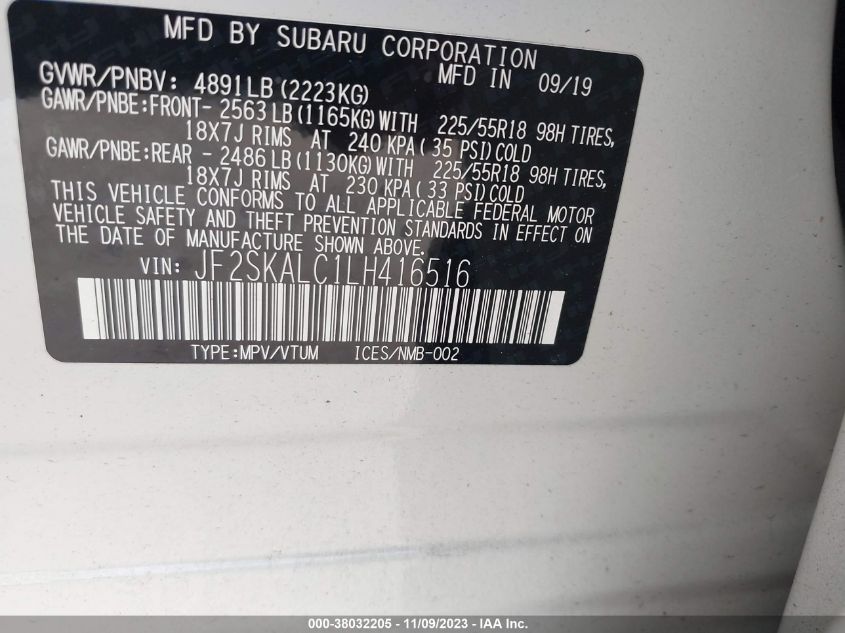 MFD BY SUBARU CORPORATION
MFD IN 09/19
GVWR/PNBV: 4891LB (2223KG)
GAWR/PNBE:FRONT- 2563LB(1165KG)WITH 225/55R18 98H TIRES,
18X7J RIMS AT 240 KPA( 35 PSI)COLD
GAWR/PNBE:REAR - 2486LB(1130KG)WITH 225/55R18 98H TIRES,
18X7J RIMS AT 230 KPA( 33 PSI)COLD
THIS VEHICLE CONFORMS TO ALL APPLICABLE FEDERAL MOTOR
VEHICLE SAFETY AND THEFT PREVENTION STANDARDS IN EFFECT ON
THE DATE OF MANUFACTURE SHOWN ABOVE.
VIN: JF2SKALC1LH416516
TYPE:MPV/VTUM ICES/NMB-002
000-38032205 - 11/09/2023 - IAA Inc.